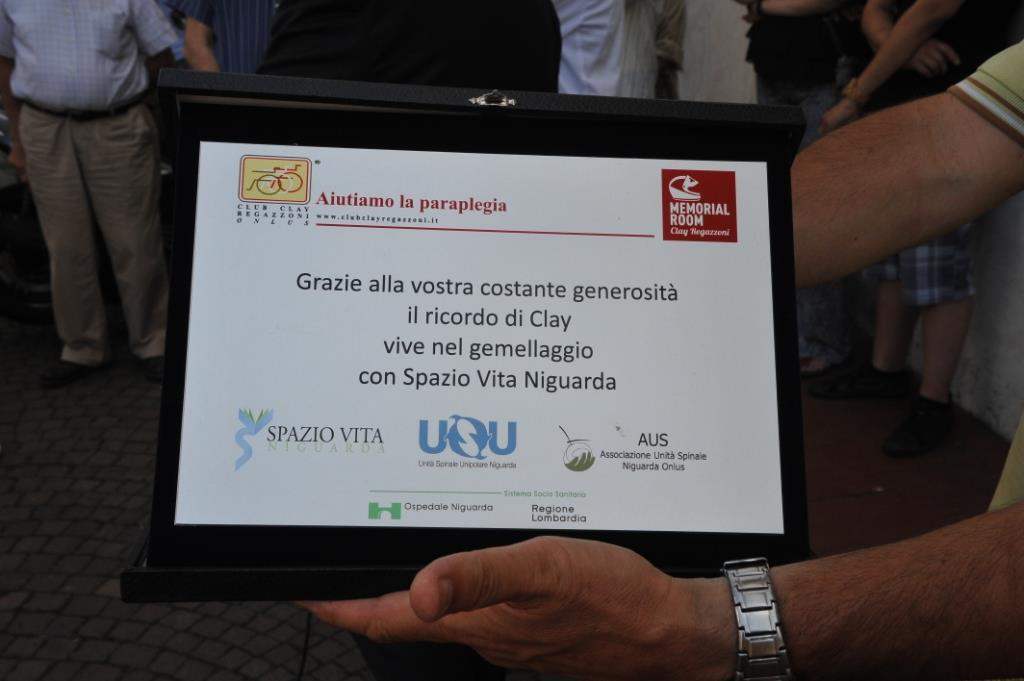 CLUB CLAY
REGAZZONI
ONLUS
®
Aiutiamo la paraplegia
www.clubclayregazzoni.it
MEMORIAL
ROOM
Clay Regazzoni
Grazie alla vostra costante generosità
il ricordo di Clay
vive nel gemellaggio
con Spazio Vita Niguarda
SPAZIO VITA
NIGUARDA
USU
Unità Spinale Unipolare Niguarda
AUS
Associazione Unità Spinale
Niguarda Onlus
Sistema Socio Sanitario
Ospedale Niguarda
Regione
Lombardia